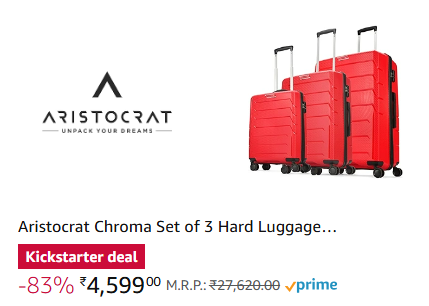 ARISTOCRAT
UNPACK YOUR DREAMS
Aristocrat Chroma Set of 3 Hard Luggage…
Kickstarter deal
-83% ₹4,599⁰⁰ M.R.P.: ₹27,620.00 prime